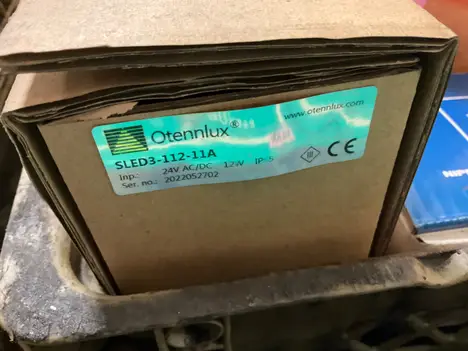 Otennlux®
www.otennlux.com
SLED3-112-11A
Inp.: 24V AC/DC 12W
Ser. no.: 2022052702
CE